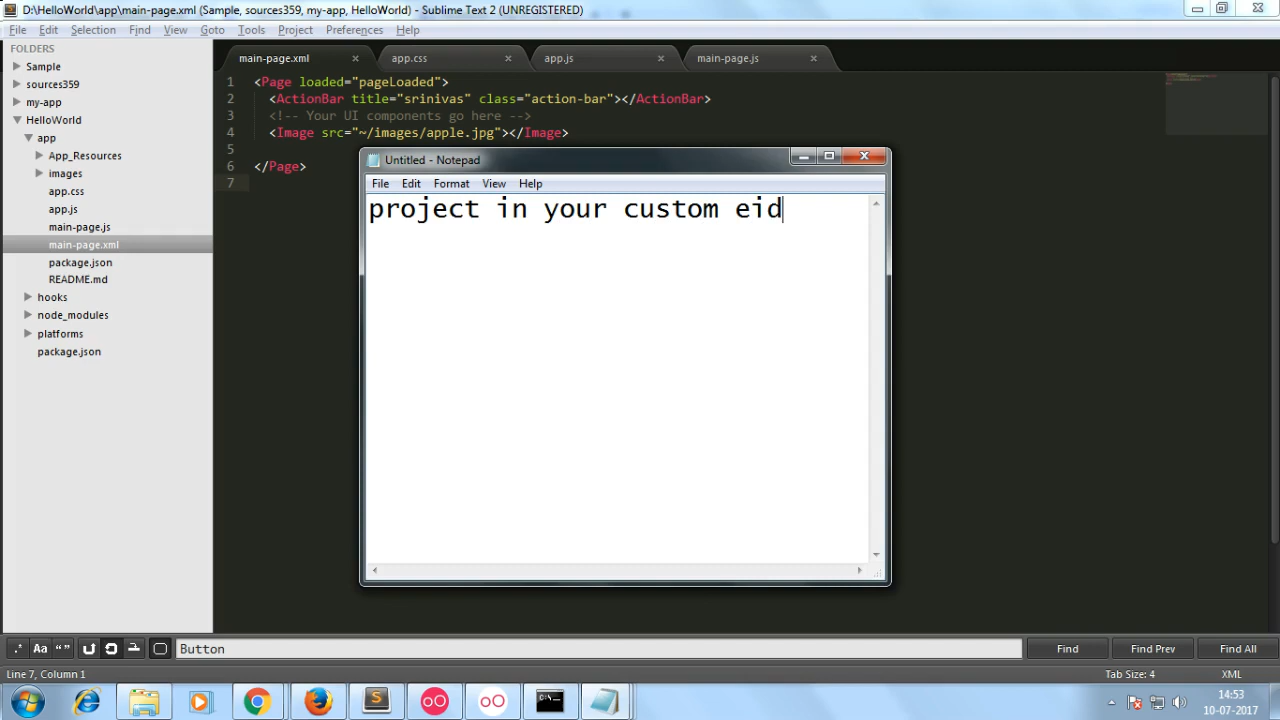 D:\HelloWorld\app\main-page.xml (Sample, sources359, my-app, HelloWorld) - Sublime Text 2 (UNREGISTERED)
File Edit Selection Find View Goto Tools Project Preferences Help
FOLDERS
Sample
sources359
my-app
HelloWorld
app
App_Resources
images
app.css
app.js
main-page.js
main-page.xml
package.json
README.md
hooks
node_modules
platforms
package.json
main-page.xml app.css app.js main-page.js
1 <Page loaded="pageLoaded">
2 <ActionBar title="srinivas" class="action-bar"></ActionBar>
3 <!-- Your UI components go here -->
4 <Image src="~/images/apple.jpg"></Image>
5
6 </Page>
7
Untitled - Notepad
File Edit Format View Help
project in your custom eid
.* Aa “” Button Find Find Prev Find All
Line 7, Column 1 Tab Size: 4 XML
14:53
10-07-2017